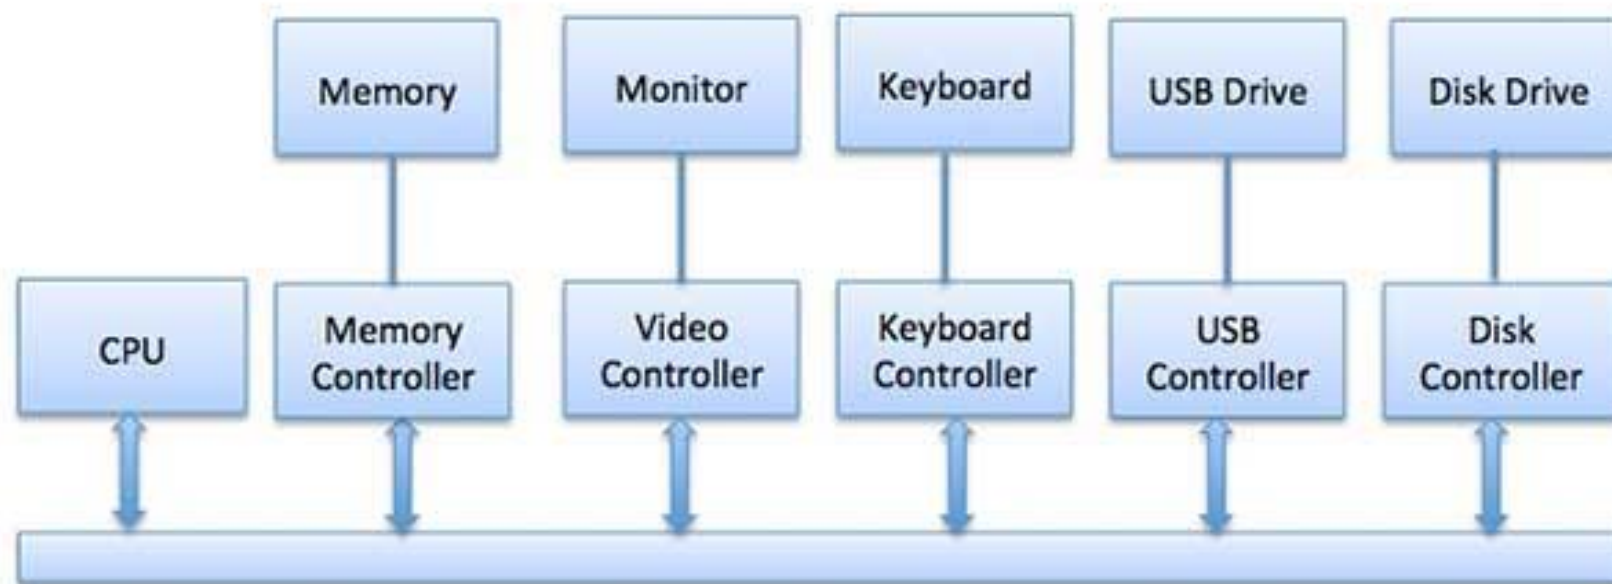 Memory
Monitor
Keyboard
USB Drive
Disk Drive
CPU
Memory
Controller
Video
Controller
Keyboard
Controller
USB
Controller
Disk
Controller